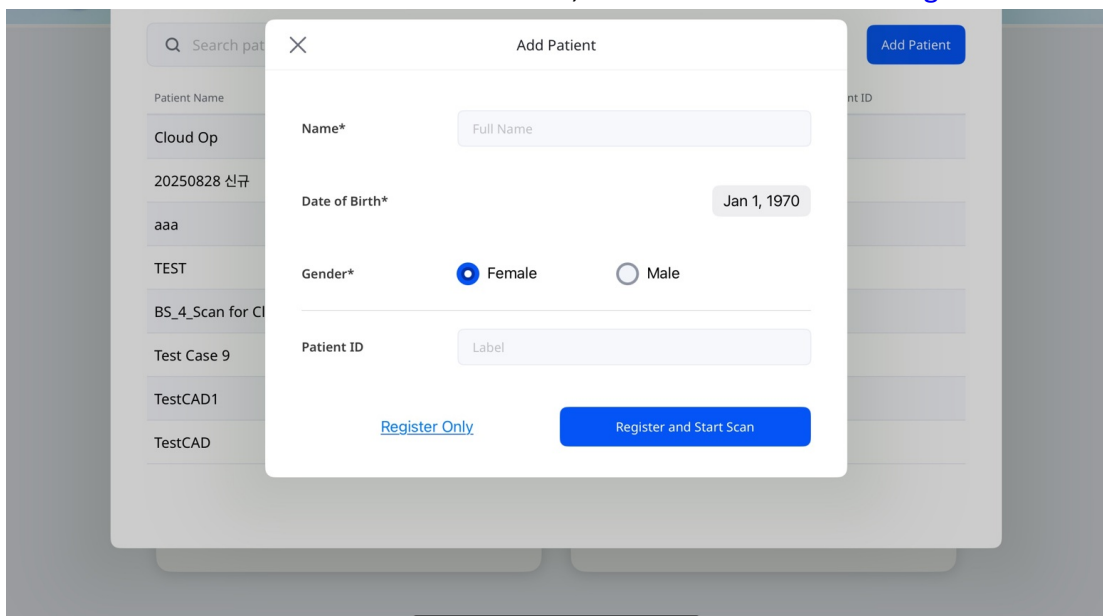 Search pat
Add Patient
Add Patient
Patient Name
nt ID
Name*
Full Name
Cloud Op
20250828 신규
Date of Birth*
Jan 1, 1970
aaa
TEST
Gender*
Female
Male
BS_4_Scan for Cl
Test Case 9
Patient ID
Label
TestCAD1
Register Only
Register and Start Scan
TestCAD